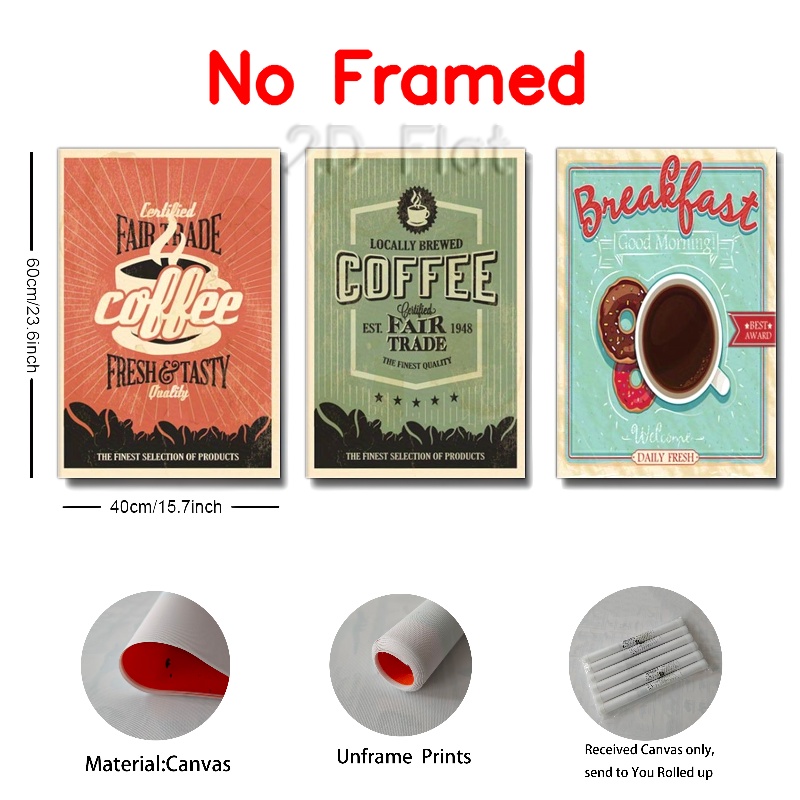 No Framed
2D Flat
60cm/23.6inch
40cm/15.7inch
Certified
FAIR TRADE
coffee
FRESH & TASTY
Quality
THE FINEST SELECTION OF PRODUCTS
LOCALLY BREWED
COFFEE
Certified
EST. FAIR 1948
TRADE
THE FINEST QUALITY
THE FINEST SELECTION OF PRODUCTS
Breakfast
Good Morning!
★BEST★
AWARD
Welcome
DAILY FRESH
Material:Canvas
Unframe Prints
Received Canvas only,
send to You Rolled up